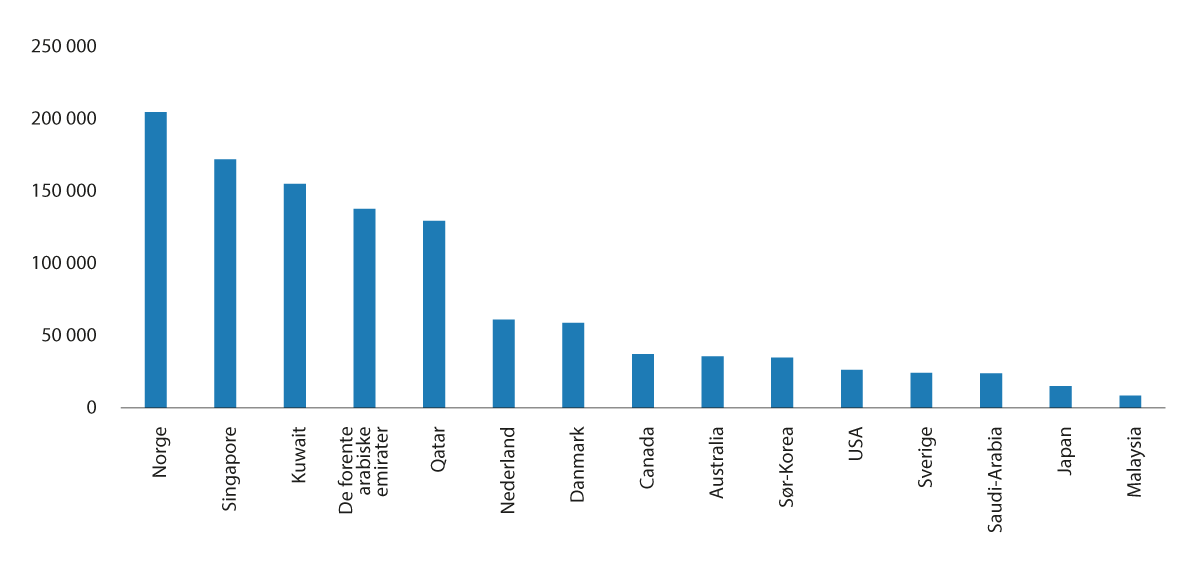 250 000
200 000
150 000
100 000
50 000
0
Norge
Singapore
Kuwait
De forente
arabiske
emirater
Qatar
Nederland
Danmark
Canada
Australia
Sør-Korea
USA
Sverige
Saudi-Arabia
Japan
Malaysia